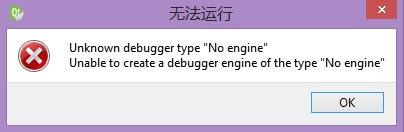 Qt
无法运行
Unknown debugger type "No engine"
Unable to create a debugger engine of the type "No engine"
OK